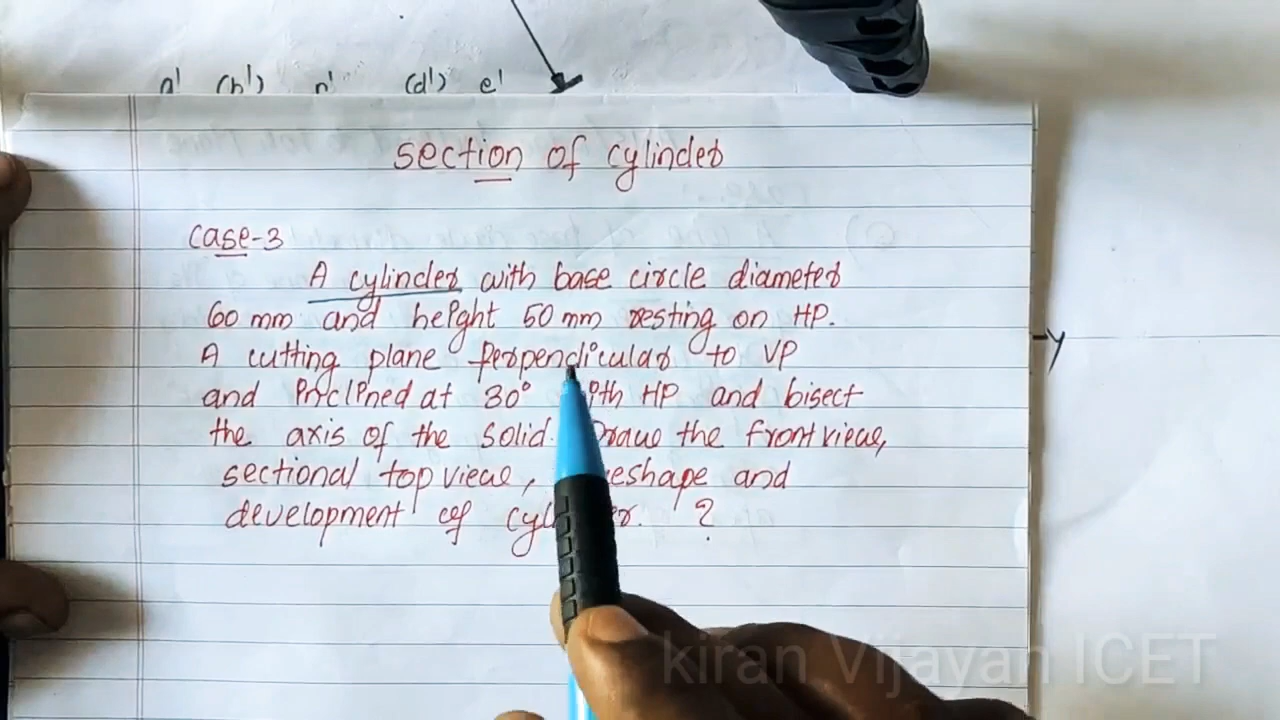 a' (b') n' (d') e'
section of cylinder
case-3
A cylinder with base circle diameter
60 mm and height 50 mm resting on HP.
A cutting plane perpendicular to VP
and inclined at 30° with HP and bisect
the axis of the solid. Draw the front view,
sectional top view, and
development of
?
y
kiran Vijayan ICET